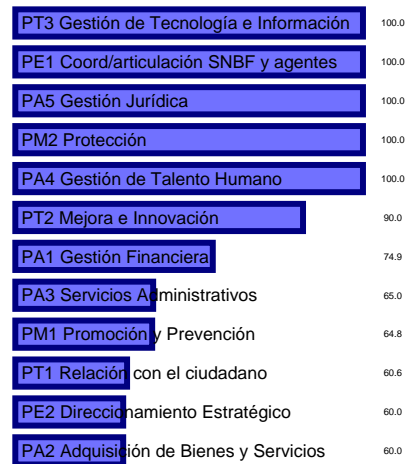 PT3 Gestión de Tecnología e Información 100.0
PE1 Coord/articulación SNBF y agentes 100.0
PA5 Gestión Jurídica 100.0
PM2 Protección 100.0
PA4 Gestión de Talento Humano 100.0
PT2 Mejora e Innovación 90.0
PA1 Gestión Financiera 74.9
PA3 Servicios Administrativos 65.0
PM1 Promoción y Prevención 64.8
PT1 Relación con el ciudadano 60.6
PE2 Direccionamiento Estratégico 60.0
PA2 Adquisición de Bienes y Servicios 60.0